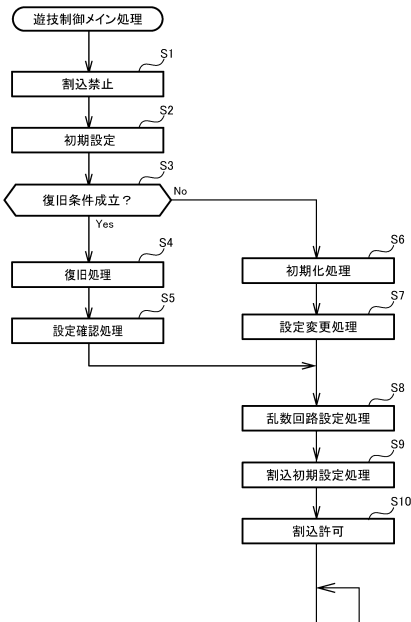 遊技制御メイン処理
S1
割込禁止
S2
初期設定
S3
復旧条件成立？
No
Yes
S4
復旧処理
S5
設定確認処理
S6
初期化処理
S7
設定変更処理
S8
乱数回路設定処理
S9
割込初期設定処理
S10
割込許可